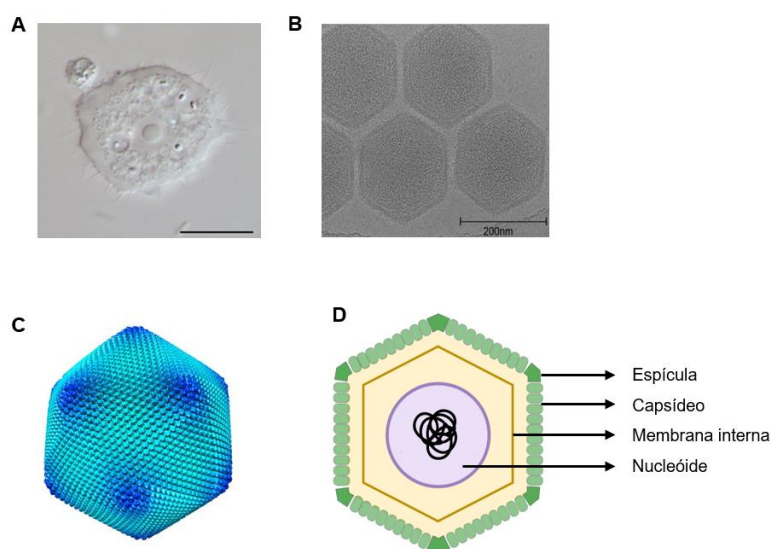 A
B
200nm
C
D
Espícula
Capsídeo
Membrana interna
Nucleóide